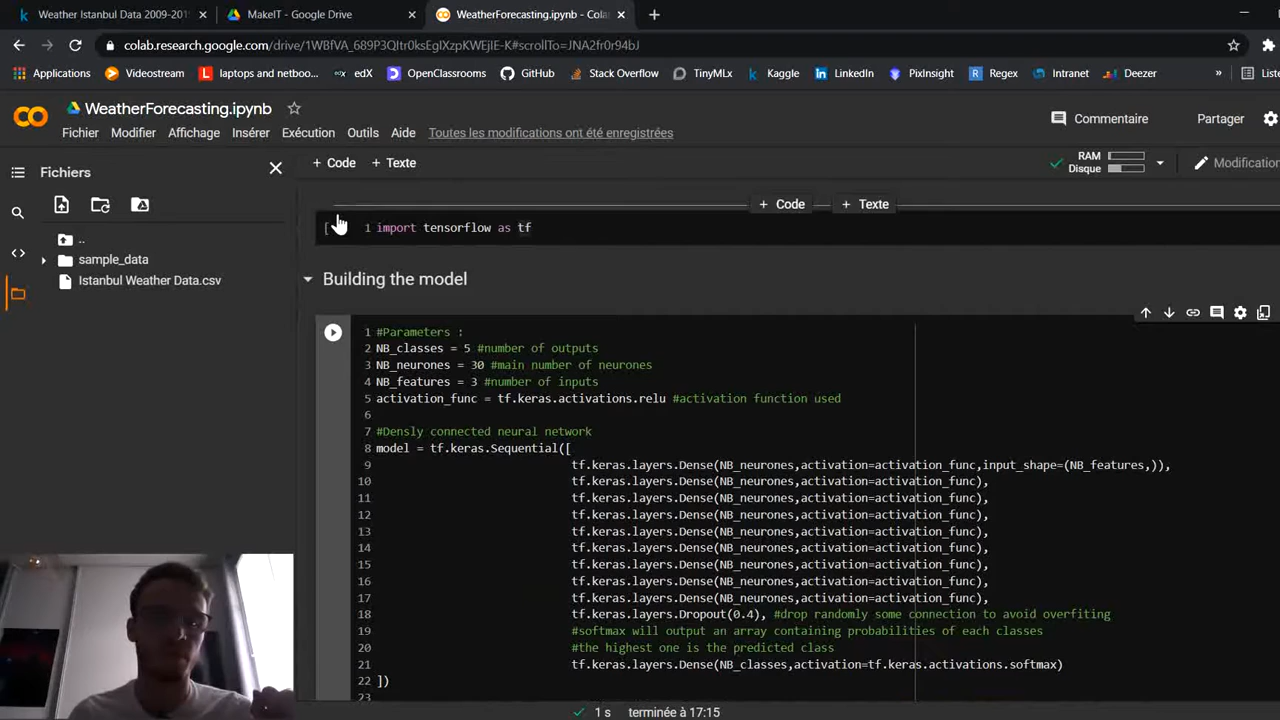 Weather Istanbul Data 2009-201
MakeIT - Google Drive
WeatherForecasting.ipynb - Cola
colab.research.google.com/drive/1WBfVA_689P3QItr0ksEgIXzpKWEJIE-K#scrollTo=JNA2fr0r94bJ
Applications
Videostream
laptops and netboo...
edX
OpenClassrooms
GitHub
Stack Overflow
TinyMLx
Kaggle
LinkedIn
PixInsight
Regex
Intranet
Deezer
»
Liste
WeatherForecasting.ipynb
Fichier Modifier Affichage Insérer Exécution Outils Aide Toutes les modifications ont été enregistrées
Commentaire
Partager
Fichiers
+ Code + Texte
RAM
Disque
Modification
..
sample_data
Istanbul Weather Data.csv
+ Code + Texte
[
1 import tensorflow as tf
Building the model
1 #Parameters :
2 NB_classes = 5 #number of outputs
3 NB_neurones = 30 #main number of neurones
4 NB_features = 3 #number of inputs
5 activation_func = tf.keras.activations.relu #activation function used
6
7 #Densly connected neural network
8 model = tf.keras.Sequential([
9 tf.keras.layers.Dense(NB_neurones,activation=activation_func,input_shape=(NB_features,)),
10 tf.keras.layers.Dense(NB_neurones,activation=activation_func),
11 tf.keras.layers.Dense(NB_neurones,activation=activation_func),
12 tf.keras.layers.Dense(NB_neurones,activation=activation_func),
13 tf.keras.layers.Dense(NB_neurones,activation=activation_func),
14 tf.keras.layers.Dense(NB_neurones,activation=activation_func),
15 tf.keras.layers.Dense(NB_neurones,activation=activation_func),
16 tf.keras.layers.Dense(NB_neurones,activation=activation_func),
17 tf.keras.layers.Dense(NB_neurones,activation=activation_func),
18 tf.keras.layers.Dropout(0.4), #drop randomly some connection to avoid overfiting
19 #softmax will output an array containing probabilities of each classes
20 #the highest one is the predicted class
21 tf.keras.layers.Dense(NB_classes,activation=tf.keras.activations.softmax)
22 ])
23
1 s terminée à 17:15